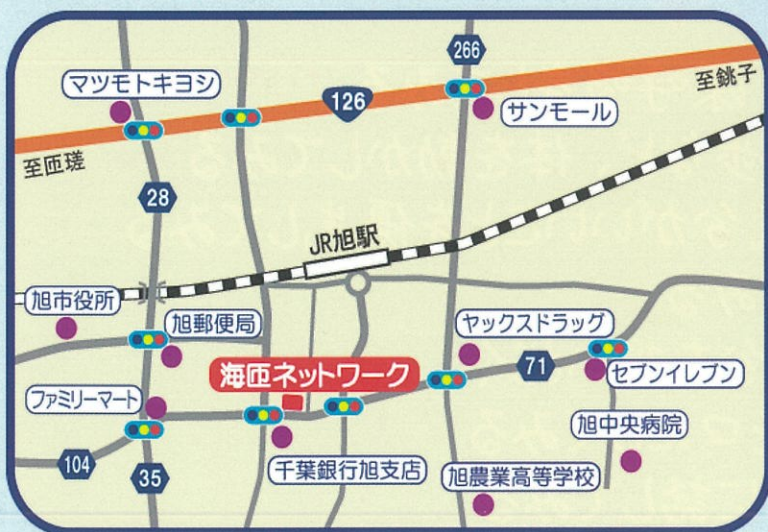 266
マツモトキヨシ
至銚子
126
サンモール
至匝瑳
28
JR旭駅
旭市役所
旭郵便局
ヤックスドラッグ
海匝ネットワーク
71
セブンイレブン
ファミリーマート
旭中央病院
104
35
千葉銀行旭支店
旭農業高等学校